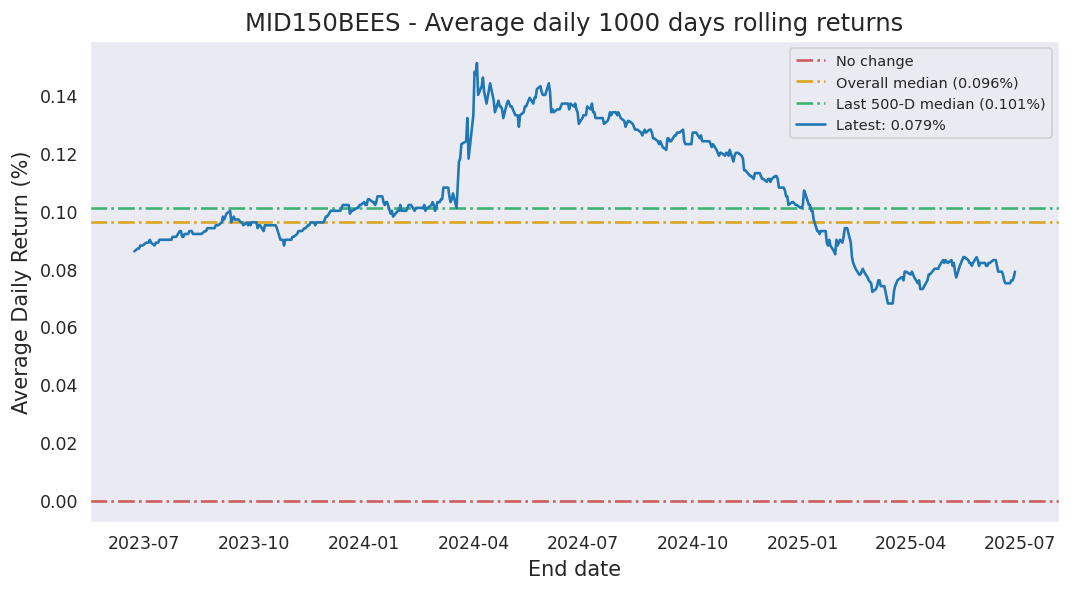 MID150BEES - Average daily 1000 days rolling returns
No change
Overall median (0.096%)
Last 500-D median (0.101%)
Latest: 0.079%
Average Daily Return (%)
0.14
0.12
0.10
0.08
0.06
0.04
0.02
0.00
2023-07 2023-10 2024-01 2024-04 2024-07 2024-10 2025-01 2025-04 2025-07
End date